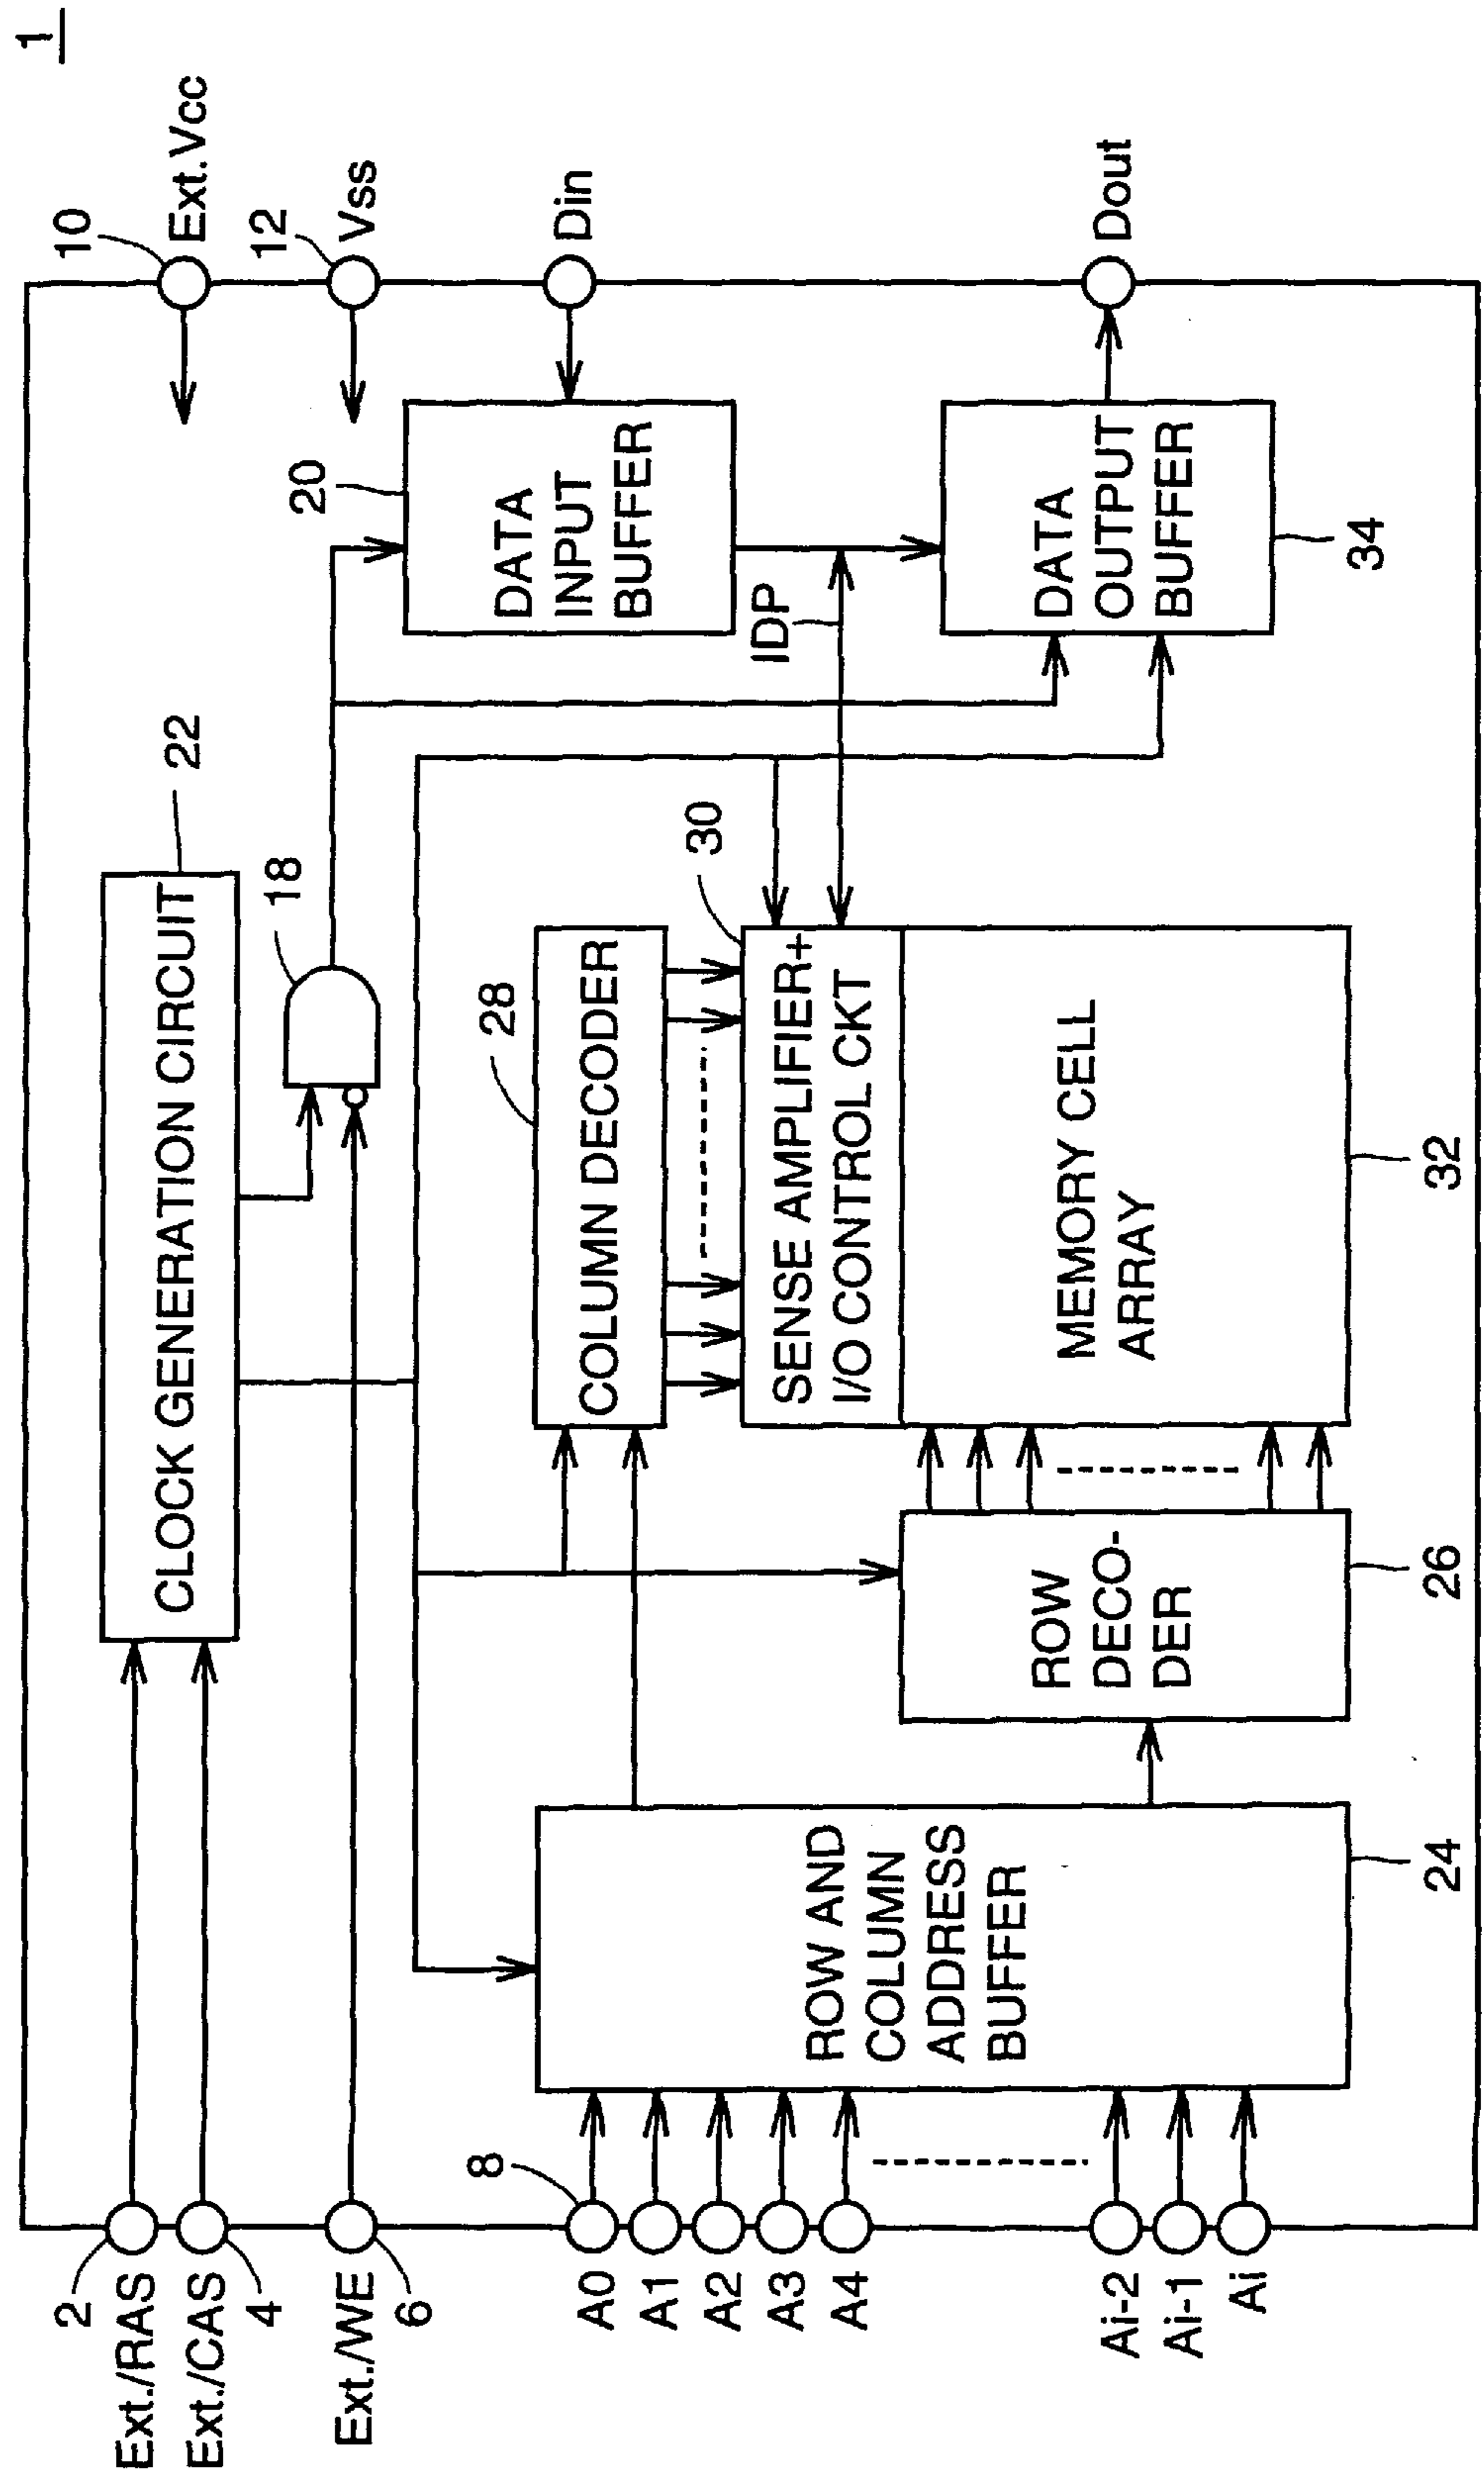 1
Ext./RAS
2
Ext./CAS
4
Ext./WE
6
CLOCK GENERATION CIRCUIT
22
18
10
Ext.Vcc
12
Vss
Din
20
DATA
INPUT
BUFFER
IDP
28
COLUMN DECODER
30
SENSE AMPLIFIER+
I/O CONTROL CKT
MEMORY CELL
ARRAY
32
DATA
OUTPUT
BUFFER
34
Dout
ROW
DECO-
DER
26
ROW AND
COLUMN
ADDRESS
BUFFER
24
8
A0
A1
A2
A3
A4
Ai-2
Ai-1
Ai